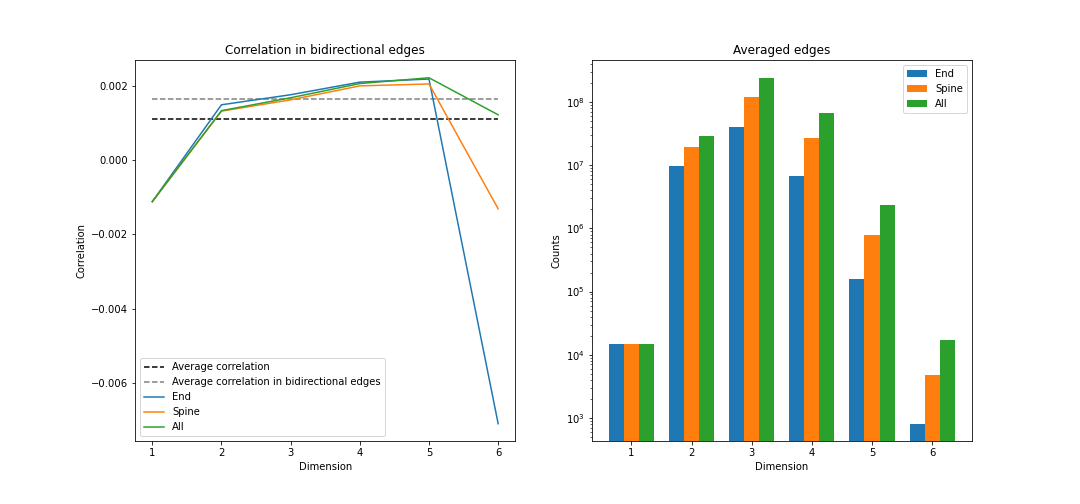 Correlation in bidirectional edges
Correlation
0.002
0.000
−0.002
−0.004
−0.006
Average correlation
Average correlation in bidirectional edges
End
Spine
All
1 2 3 4 5 6
Dimension
Averaged edges
Counts
10^8
10^7
10^6
10^5
10^4
10^3
End
Spine
All
1 2 3 4 5 6
Dimension